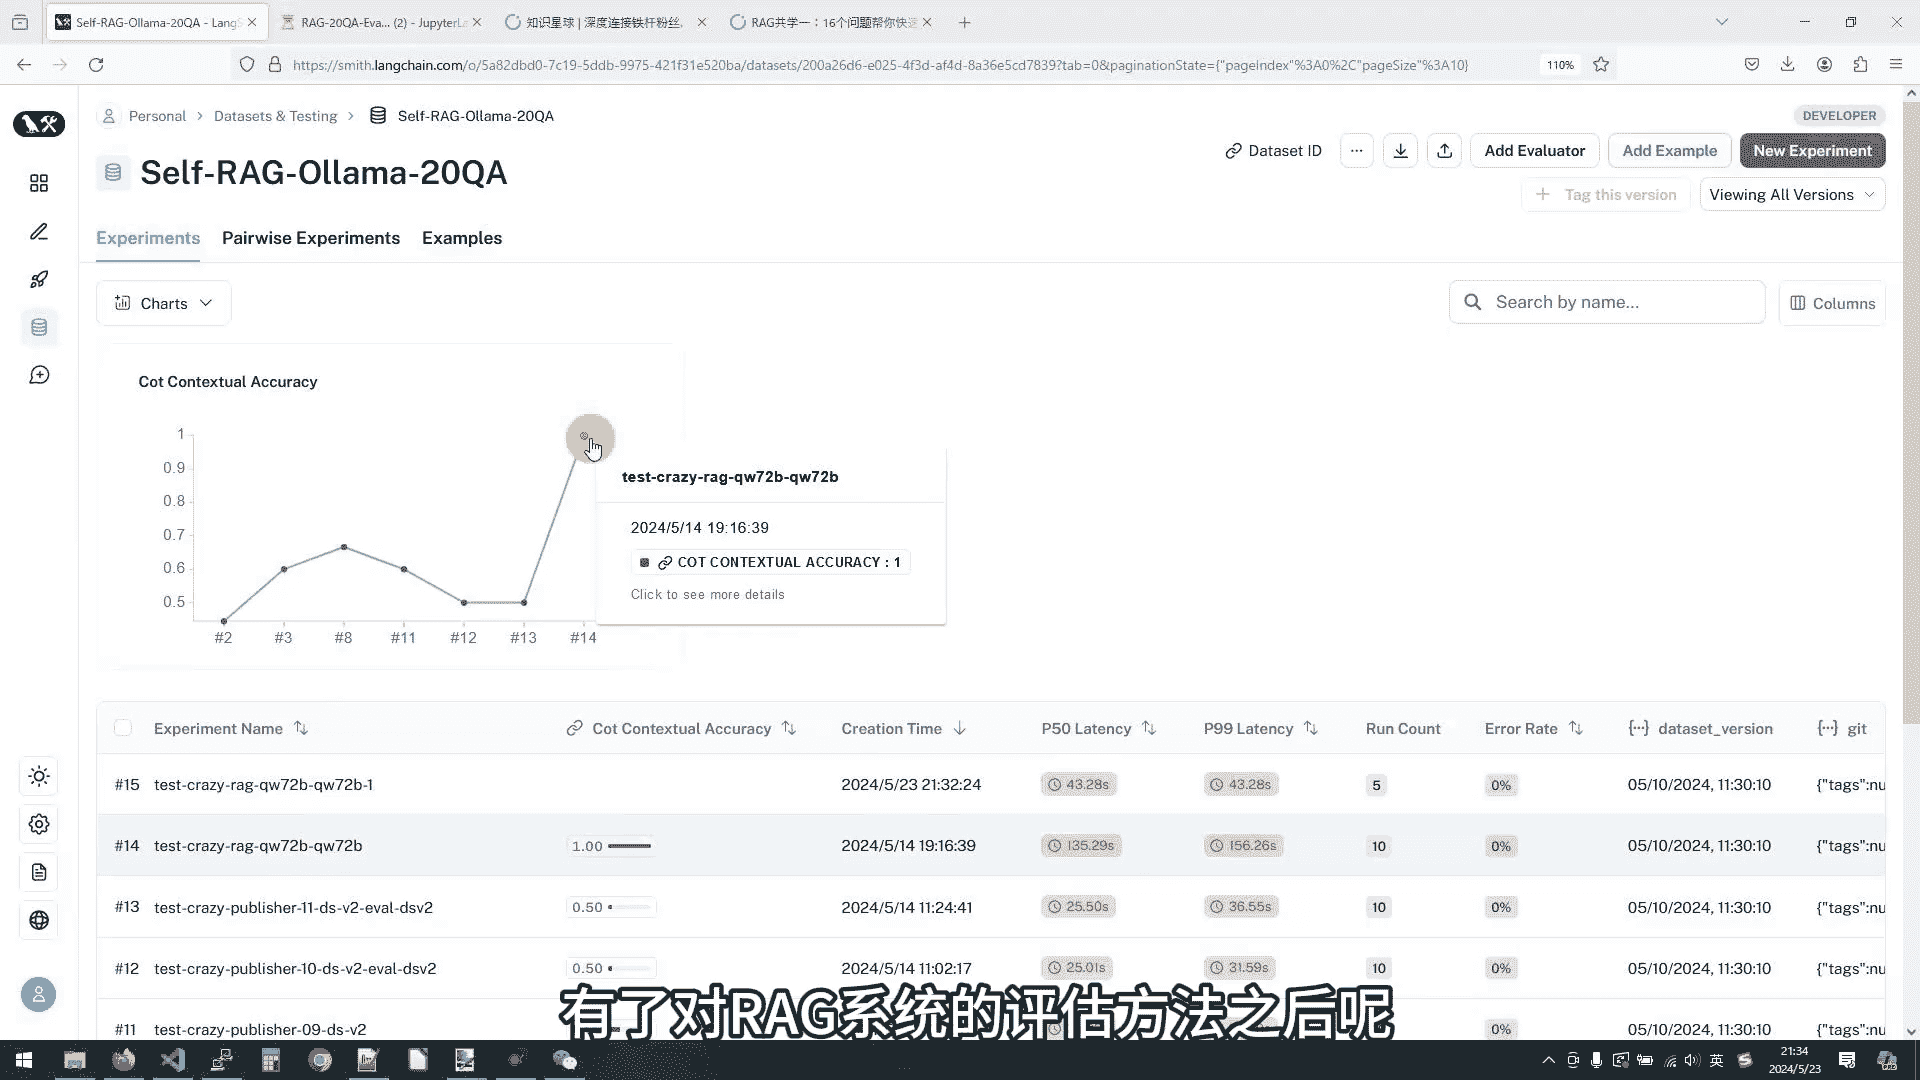 Self-RAG-Ollama-20QA - LangS
RAG-20QA-Eva... (2) - JupyterLa
知识星球 | 深度连接铁杆粉丝,
RAG共学一：16个问题帮你快速
https://smith.langchain.com/o/5a82dbd0-7c19-5ddb-9975-421f31e520ba/datasets/200a26d6-e025-4f3d-af4d-8a36e5cd7839?tab=0&paginationState={"pageIndex"%3A0%2C"pageSize"%3A10}
110%
Personal > Datasets & Testing > Self-RAG-Ollama-20QA
DEVELOPER
Self-RAG-Ollama-20QA
Dataset ID
...
Add Evaluator
Add Example
New Experiment
+ Tag this version
Viewing All Versions
Experiments
Pairwise Experiments
Examples
Charts
Search by name...
Columns
Cot Contextual Accuracy
1
0.9
0.8
0.7
0.6
0.5
#2 #3 #8 #11 #12 #13 #14
test-crazy-rag-qw72b-qw72b
2024/5/14 19:16:39
COT CONTEXTUAL ACCURACY : 1
Click to see more details
Experiment Name Cot Contextual Accuracy Creation Time P50 Latency P99 Latency Run Count Error Rate {··} dataset_version {··} git
#15 test-crazy-rag-qw72b-qw72b-1 2024/5/23 21:32:24 43.28s 43.28s 5 0% 05/10/2024, 11:30:10 {"tags":nu
#14 test-crazy-rag-qw72b-qw72b 1.00 2024/5/14 19:16:39 135.29s 156.26s 10 0% 05/10/2024, 11:30:10 {"tags":nu
#13 test-crazy-publisher-11-ds-v2-eval-dsv2 0.50 2024/5/14 11:24:41 25.50s 36.55s 10 0% 05/10/2024, 11:30:10 {"tags":nu
#12 test-crazy-publisher-10-ds-v2-eval-dsv2 0.50 2024/5/14 11:02:17 25.01s 31.59s 10 0% 05/10/2024, 11:30:10 {"tags":nu
#11 test-crazy-publisher-09-ds-v2 0% 05/10/2024, 11:30:10 {"tags":nu
有了对RAG系统的评估方法之后呢
英
21:34
2024/5/23